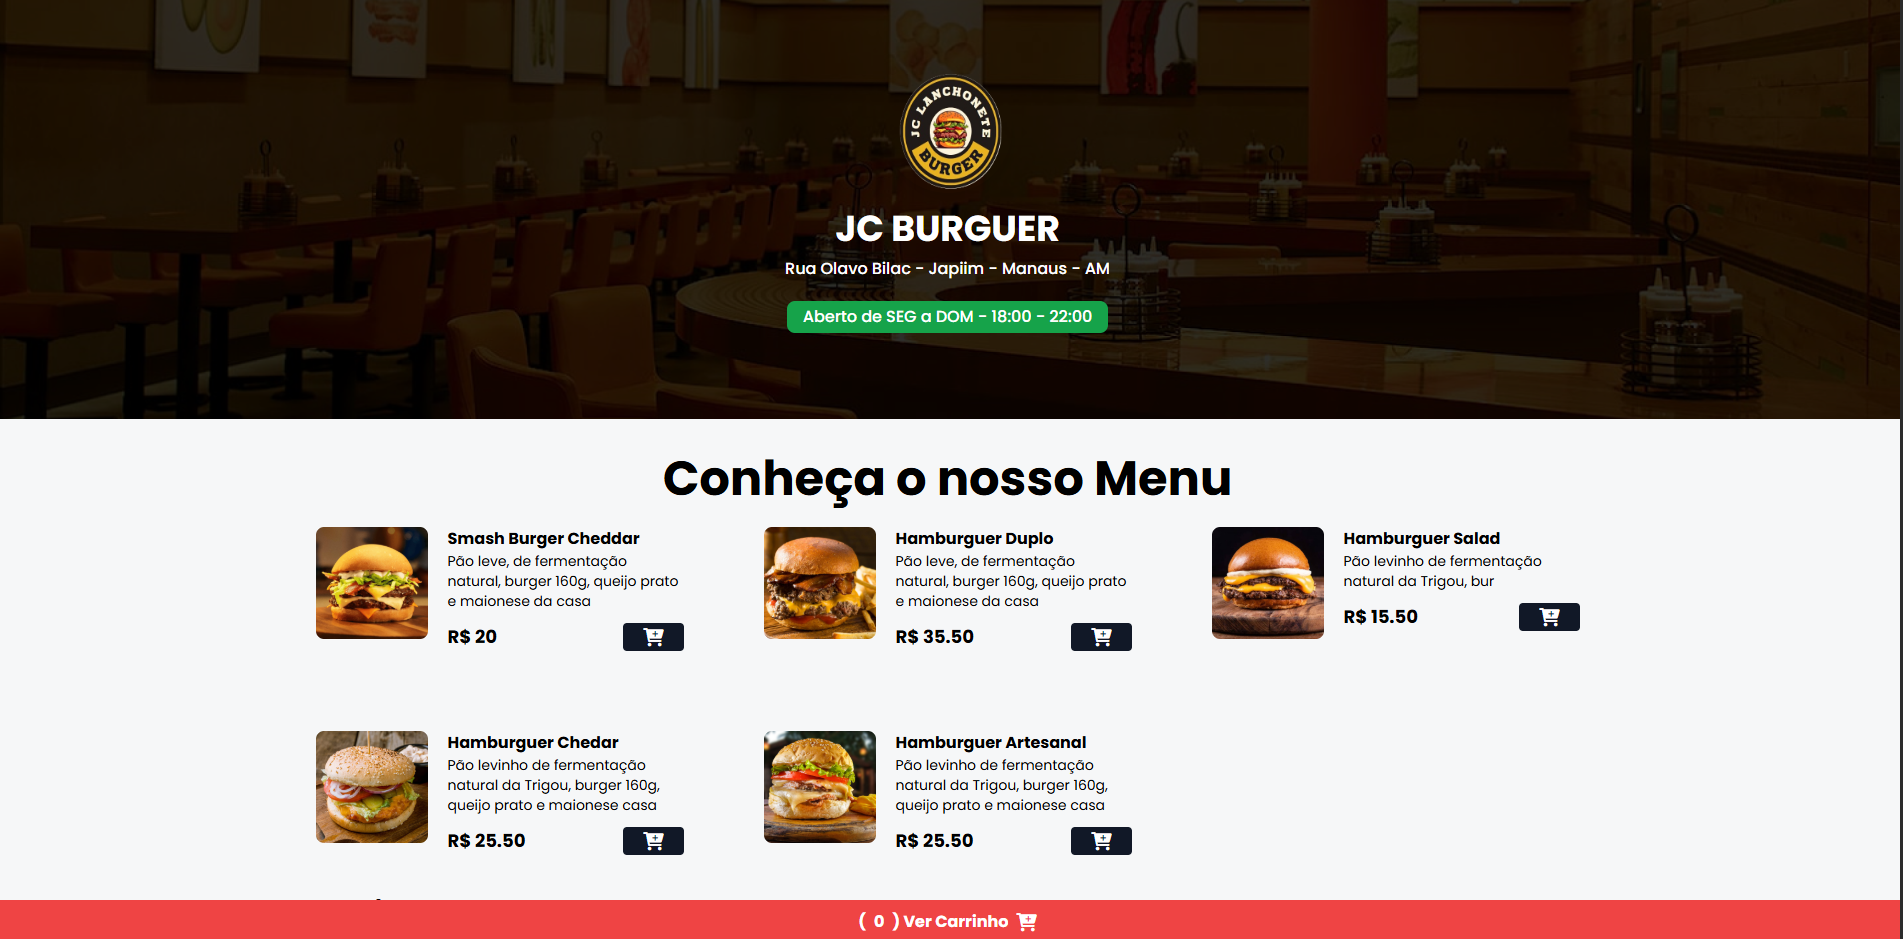 JC LANCHONETE
BURGER
JC BURGUER
Rua Olavo Bilac - Japiim - Manaus - AM
Aberto de SEG a DOM - 18:00 - 22:00
Conheça o nosso Menu
Smash Burger Cheddar
Pão leve, de fermentação
natural, burger 160g, queijo prato
e maionese da casa
R$ 20
Hamburguer Duplo
Pão leve, de fermentação
natural, burger 160g, queijo prato
e maionese da casa
R$ 35.50
Hamburguer Salad
Pão levinho de fermentação
natural da Trigou, bur
R$ 15.50
Hamburguer Chedar
Pão levinho de fermentação
natural da Trigou, burger 160g,
queijo prato e maionese casa
R$ 25.50
Hamburguer Artesanal
Pão levinho de fermentação
natural da Trigou, burger 160g,
queijo prato e maionese casa
R$ 25.50
( 0 ) Ver Carrinho